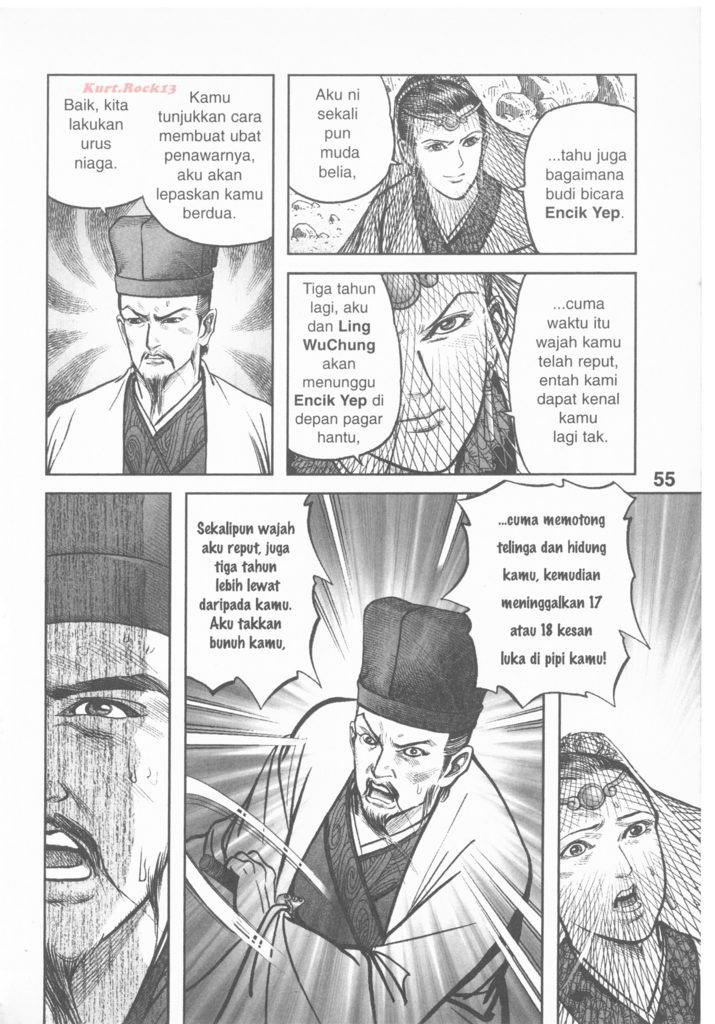 Kurt.Rock13
Baik, kita
lakukan
urus
niaga.
Kamu
tunjukkan cara
membuat ubat
penawarnya,
aku akan
lepaskan kamu
berdua.
Aku ni
sekali
pun
muda
belia,
...tahu juga
bagaimana
budi bicara
Encik Yep.
Tiga tahun
lagi, aku
dan Ling
WuChung
akan
menunggu
Encik Yep di
depan pagar
hantu,
...cuma
waktu itu
wajah kamu
telah reput,
entah kami
dapat kenal
kamu
lagi tak.
55
Sekalipun wajah
aku reput, juga
tiga tahun
lebih lewat
daripada kamu.
Aku takkan
bunuh kamu,
...cuma memotong
telinga dan hidung
kamu, kemudian
meninggalkan 17
atau 18 kesan
luka di pipi kamu!